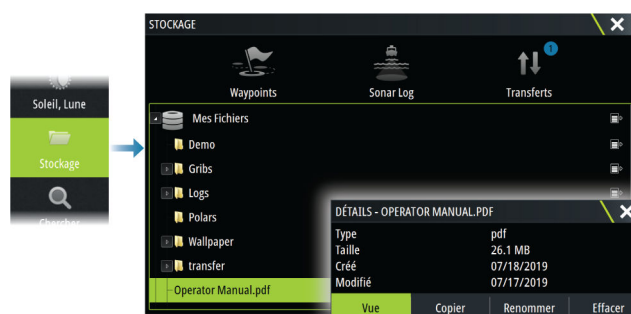 Soleil, Lune
Stockage
Chercher
STOCKAGE
1
Waypoints
Sonar Log
Transferts
Mes Fichiers
Demo
Gribs
Logs
Polars
Wallpaper
transfer
Operator Manual.pdf
DÉTAILS - OPERATOR MANUAL.PDF
Type pdf
Taille 26.1 MB
Créé 07/18/2019
Modifié 07/17/2019
Vue Copier Renommer Effacer